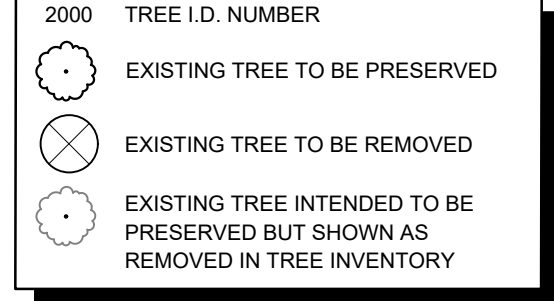 2000 TREE I.D. NUMBER
EXISTING TREE TO BE PRESERVED
EXISTING TREE TO BE REMOVED
EXISTING TREE INTENDED TO BE
PRESERVED BUT SHOWN AS
REMOVED IN TREE INVENTORY